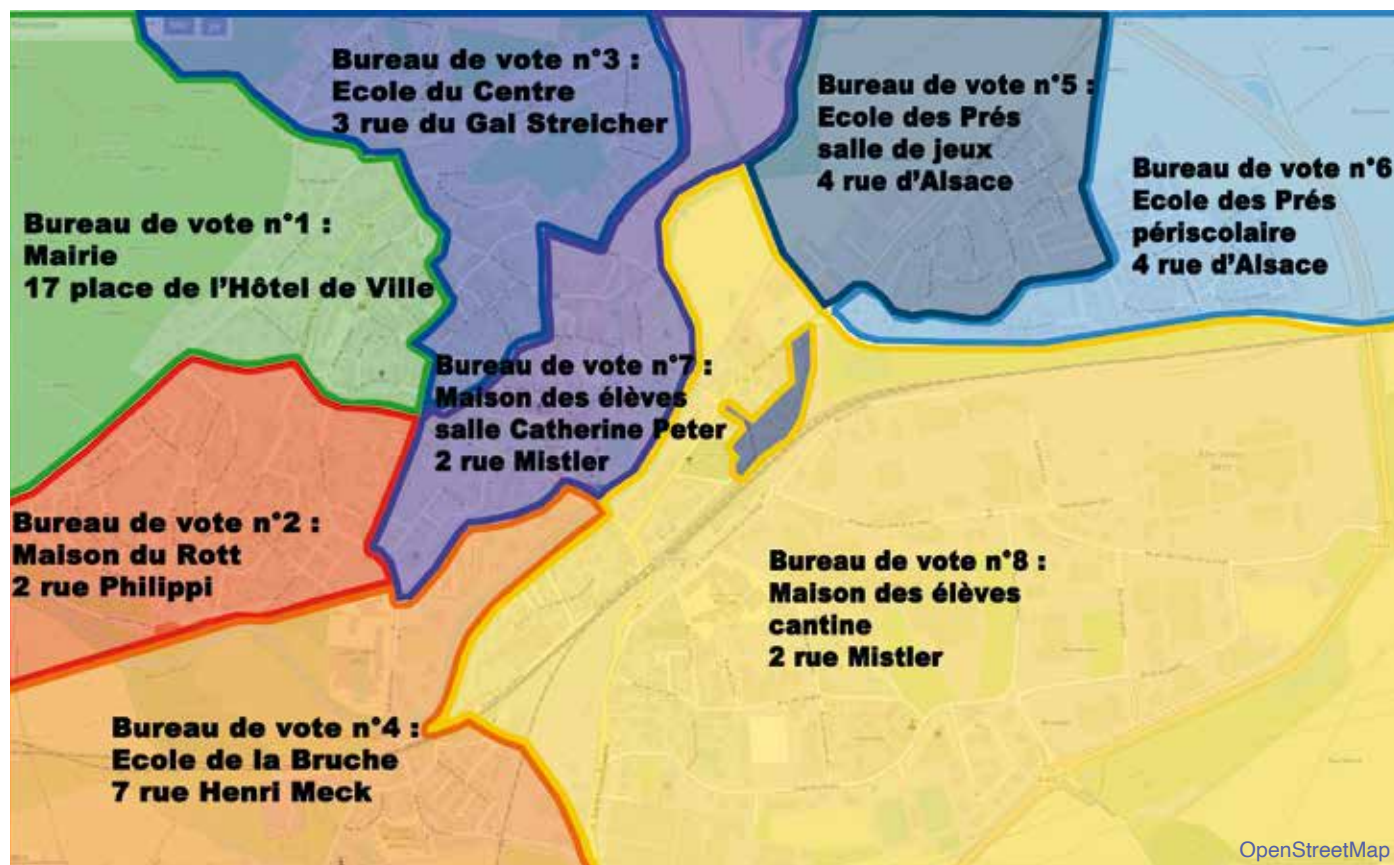 Bureau de vote n°3 :
Ecole du Centre
3 rue du Gal Streicher
Bureau de vote n°5 :
Ecole des Prés
salle de jeux
4 rue d'Alsace
Bureau de vote n°6
Ecole des Prés
périscolaire
4 rue d'Alsace
Bureau de vote n°1 :
Mairie
17 place de l'Hôtel de Ville
Bureau de vote n°7 :
Maison des élèves
salle Catherine Peter
2 rue Mistler
Bureau de vote n°2 :
Maison du Rott
2 rue Philippi
Bureau de vote n°8 :
Maison des élèves
cantine
2 rue Mistler
Bureau de vote n°4 :
Ecole de la Bruche
7 rue Henri Meck
OpenStreetMap